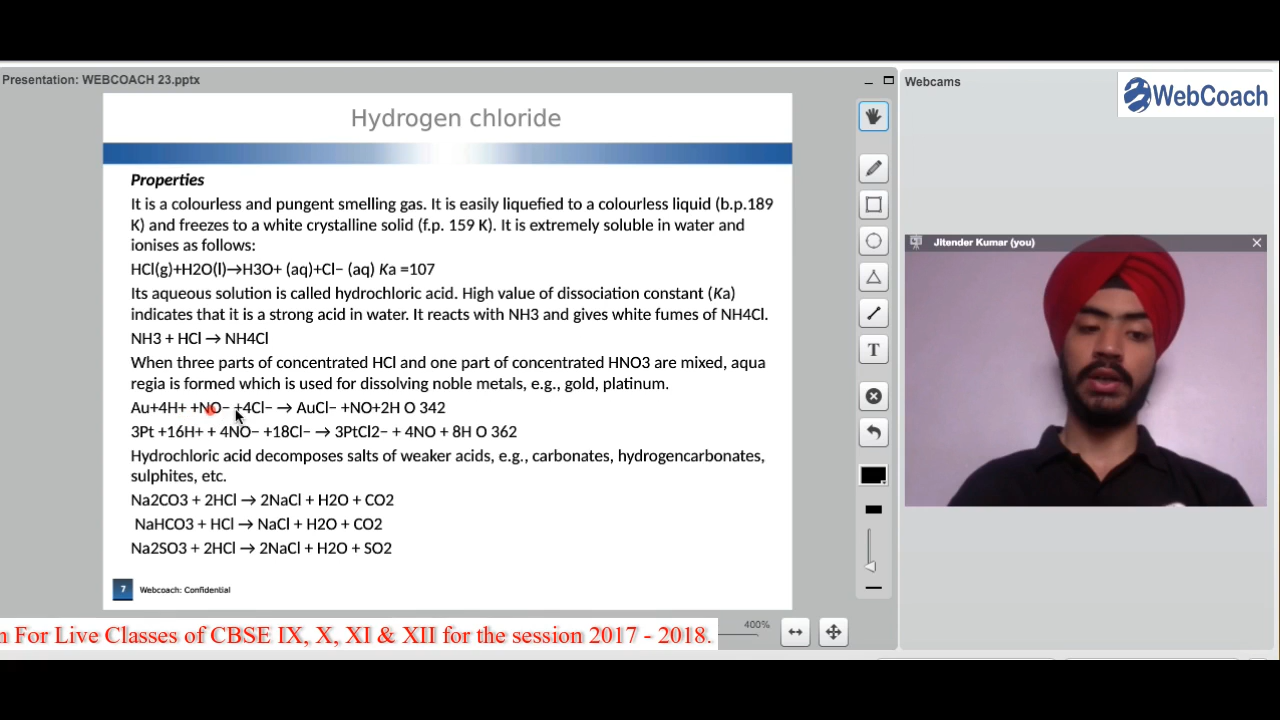 Presentation: WEBCOACH 23.pptx
Webcams
WebCoach
Hydrogen chloride
Jitender Kumar (you)
Properties
It is a colourless and pungent smelling gas. It is easily liquefied to a colourless liquid (b.p.189
K) and freezes to a white crystalline solid (f.p. 159 K). It is extremely soluble in water and
ionises as follows:
HCl(g)+H2O(l)→H3O+ (aq)+Cl− (aq) Ka =107
Its aqueous solution is called hydrochloric acid. High value of dissociation constant (Ka)
indicates that it is a strong acid in water. It reacts with NH3 and gives white fumes of NH4Cl.
NH3 + HCl → NH4Cl
When three parts of concentrated HCl and one part of concentrated HNO3 are mixed, aqua
regia is formed which is used for dissolving noble metals, e.g., gold, platinum.
Au+4H+ +NO− +4Cl− → AuCl− +NO+2H O 342
3Pt +16H+ + 4NO− +18Cl− → 3PtCl2− + 4NO + 8H O 362
Hydrochloric acid decomposes salts of weaker acids, e.g., carbonates, hydrogencarbonates,
sulphites, etc.
Na2CO3 + 2HCl → 2NaCl + H2O + CO2
NaHCO3 + HCl → NaCl + H2O + CO2
Na2SO3 + 2HCl → 2NaCl + H2O + SO2
7 Webcoach: Confidential
T
n For Live Classes of CBSE IX, X, XI & XII for the session 2017 - 2018.
400%